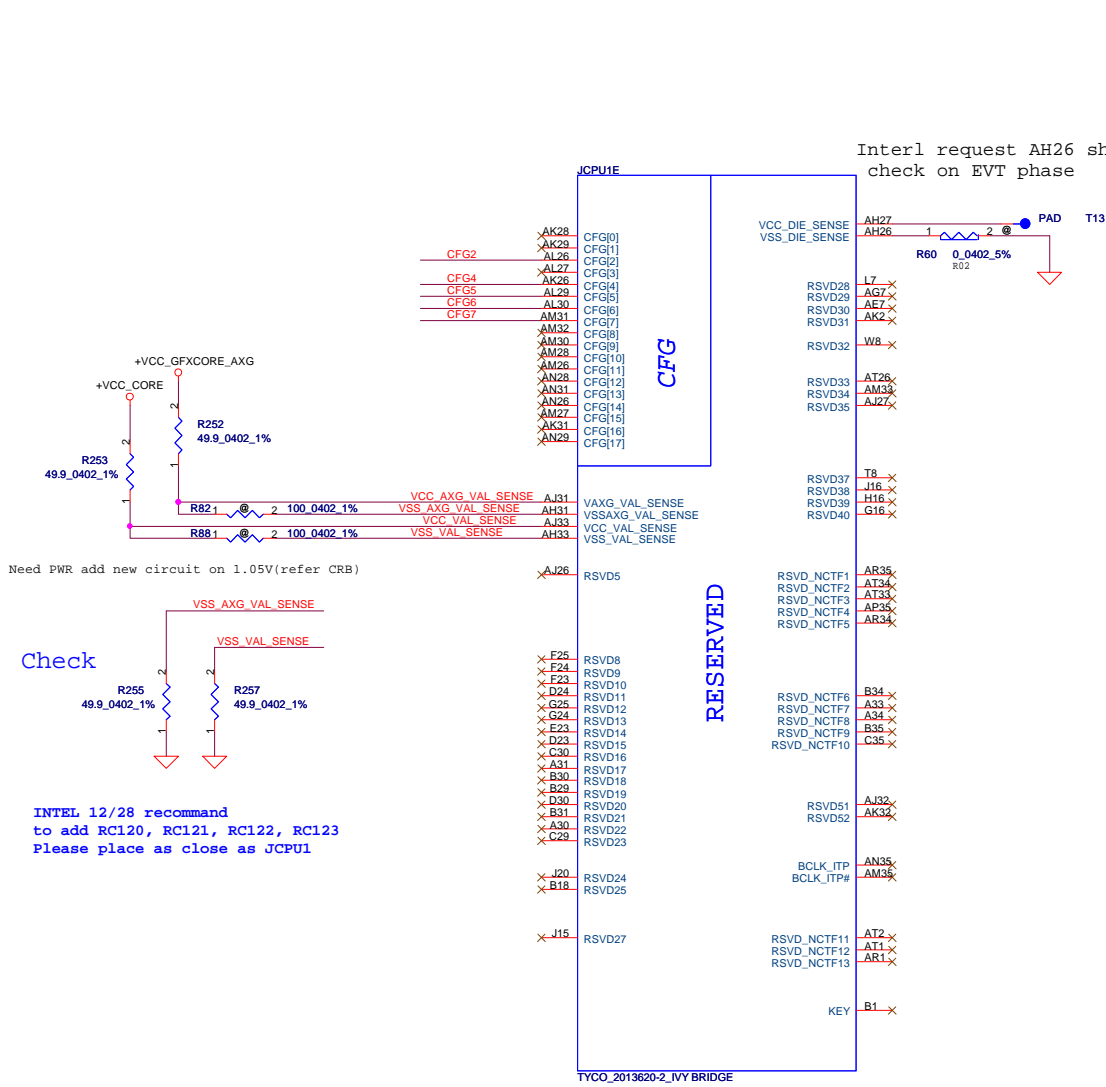 Interl request AH26 sh
check on EVT phase
JCPU1E
CFG
RESERVED
AK28 CFG[0]
AK29 CFG[1]
CFG2 AL26 CFG[2]
AL27 CFG[3]
CFG4 AK26 CFG[4]
CFG5 AL29 CFG[5]
CFG6 AL30 CFG[6]
CFG7 AM31 CFG[7]
AM32 CFG[8]
AM30 CFG[9]
AM28 CFG[10]
AM26 CFG[11]
AN28 CFG[12]
AN31 CFG[13]
AN26 CFG[14]
AM27 CFG[15]
AK31 CFG[16]
AN29 CFG[17]
+VCC_GFXCORE_AXG
+VCC_CORE
2
R252
49.9_0402_1%
1
2
R253
49.9_0402_1%
1
VCC_AXG_VAL_SENSE AJ31 VAXG_VAL_SENSE
R82 1 @ 2 100_0402_1% VSS_AXG_VAL_SENSE AH31 VSSAXG_VAL_SENSE
VCC_VAL_SENSE AJ33 VCC_VAL_SENSE
R88 1 @ 2 100_0402_1% VSS_VAL_SENSE AH33 VSS_VAL_SENSE
Need PWR add new circuit on 1.05V(refer CRB)
AJ26 RSVD5
VSS_AXG_VAL_SENSE
VSS_VAL_SENSE
Check
2
R255
49.9_0402_1%
1
2
R257
49.9_0402_1%
1
INTEL 12/28 recommand
to add RC120, RC121, RC122, RC123
Please place as close as JCPU1
F25 RSVD8
F24 RSVD9
F23 RSVD10
D24 RSVD11
G25 RSVD12
G24 RSVD13
E23 RSVD14
D23 RSVD15
C30 RSVD16
A31 RSVD17
B30 RSVD18
B29 RSVD19
D30 RSVD20
B31 RSVD21
A30 RSVD22
C29 RSVD23
J20 RSVD24
B18 RSVD25
J15 RSVD27
VCC_DIE_SENSE AH27 PAD T13
VSS_DIE_SENSE AH26 1 2 @
R60 0_0402_5%
R02
RSVD28 L7
RSVD29 AG7
RSVD30 AE7
RSVD31 AK2
RSVD32 W8
RSVD33 AT26
RSVD34 AM33
RSVD35 AJ27
RSVD37 T8
RSVD38 J16
RSVD39 H16
RSVD40 G16
RSVD_NCTF1 AR35
RSVD_NCTF2 AT34
RSVD_NCTF3 AT33
RSVD_NCTF4 AP35
RSVD_NCTF5 AR34
RSVD_NCTF6 B34
RSVD_NCTF7 A33
RSVD_NCTF8 A34
RSVD_NCTF9 B35
RSVD_NCTF10 C35
RSVD51 AJ32
RSVD52 AK32
BCLK_ITP AN35
BCLK_ITP# AM35
RSVD_NCTF11 AT2
RSVD_NCTF12 AT1
RSVD_NCTF13 AR1
KEY B1
TYCO_2013620-2_IVY BRIDGE